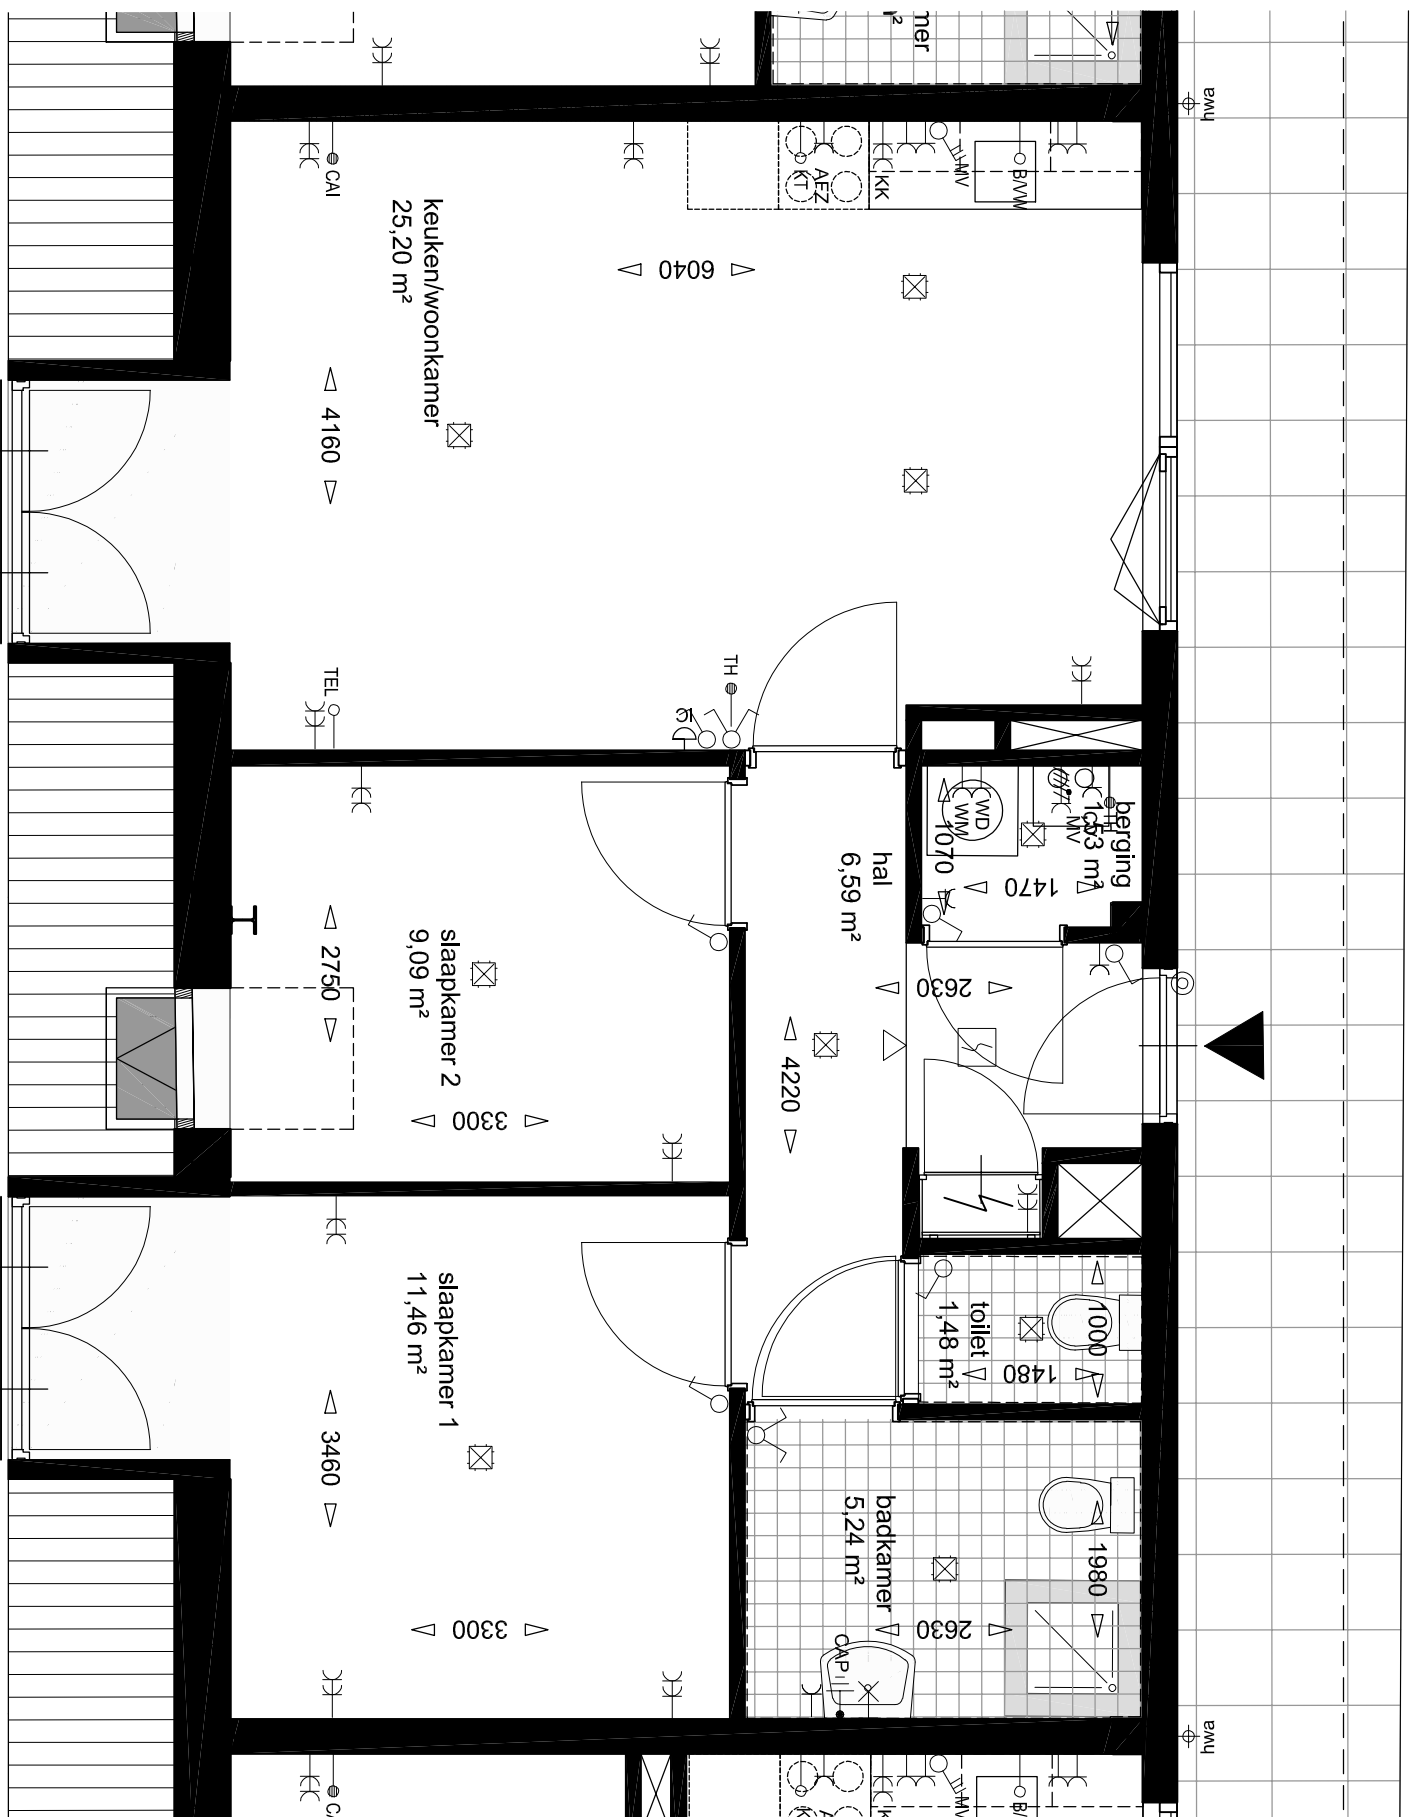 mer
hwa
CAI
KT
AEZ
KK
MV
B/W
keuken/woonkamer
25,20 m²
6040
4160
TEL
TH
CI
WD
WM
MV
berging
1,53 m²
1070
1470
hal
6,59 m²
slaapkamer 2
9,09 m²
2750
2630
4220
3300
slaapkamer 1
11,46 m²
toilet
1,48 m²
1000
1480
3460
badkamer
5,24 m²
1980
3300
2630
CAP
hwa